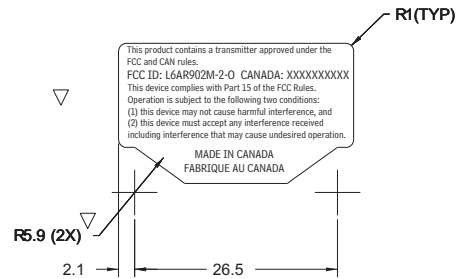 R1(TYP)
This product contains a transmitter approved under the
FCC and CAN rules.
FCC ID: L6AR902M-2-O CANADA: XXXXXXXXXX
This device complies with Part 15 of the FCC Rules.
Operation is subject to the following two conditions:
(1) this device may not cause harmful interference, and
(2) this device must accept any interference received
including interference that may cause undesired operation.
MADE IN CANADA
FABRIQUE AU CANADA
R5.9 (2X)
2.1
26.5